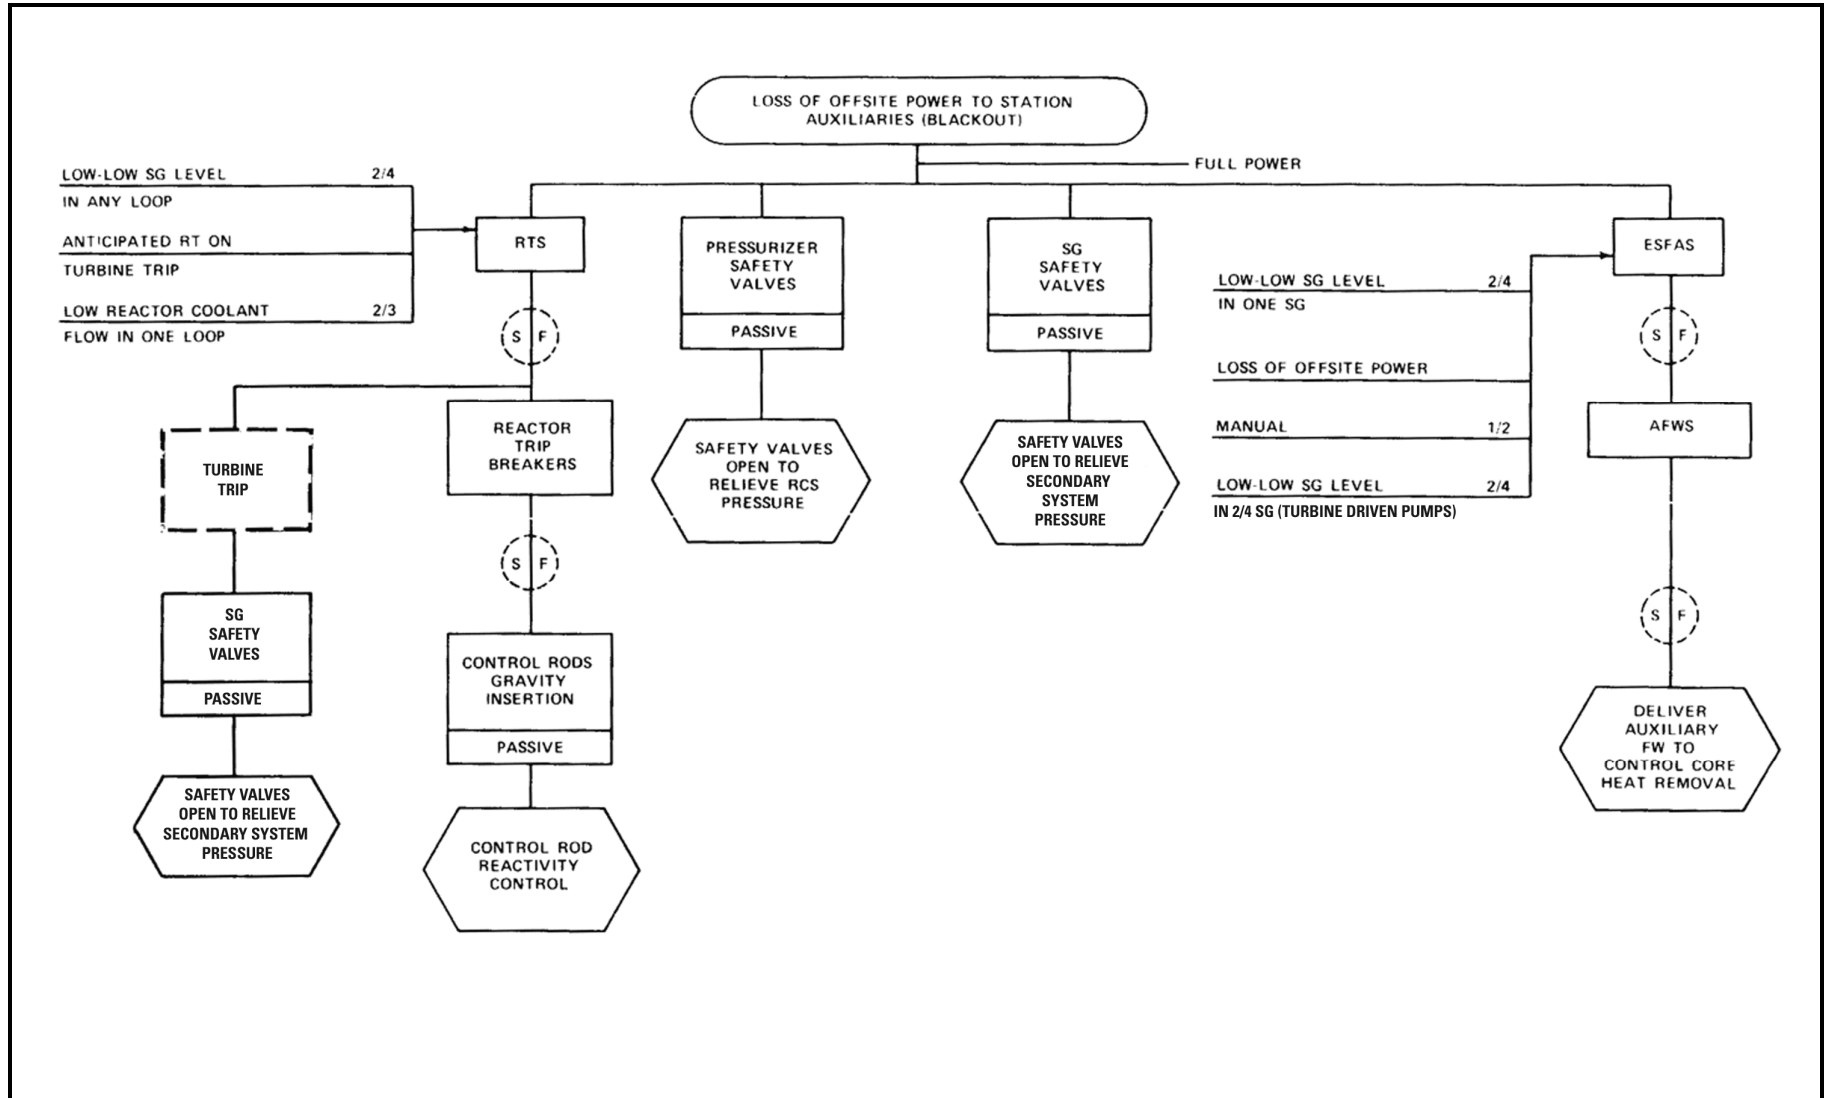 LOSS OF OFFSITE POWER TO STATION
AUXILIARIES (BLACKOUT)
FULL POWER
LOW-LOW SG LEVEL 2/4
IN ANY LOOP
ANTICIPATED RT ON
TURBINE TRIP
LOW REACTOR COOLANT 2/3
FLOW IN ONE LOOP
RTS
S F
TURBINE
TRIP
SG
SAFETY
VALVES
PASSIVE
SAFETY VALVES
OPEN TO RELIEVE
SECONDARY SYSTEM
PRESSURE
REACTOR
TRIP
BREAKERS
S F
CONTROL RODS
GRAVITY
INSERTION
PASSIVE
CONTROL ROD
REACTIVITY
CONTROL
PRESSURIZER
SAFETY
VALVES
PASSIVE
SAFETY VALVES
OPEN TO
RELIEVE RCS
PRESSURE
SG
SAFETY
VALVES
PASSIVE
SAFETY VALVES
OPEN TO RELIEVE
SECONDARY
SYSTEM
PRESSURE
LOW-LOW SG LEVEL 2/4
IN ONE SG
LOSS OF OFFSITE POWER
MANUAL 1/2
LOW-LOW SG LEVEL 2/4
IN 2/4 SG (TURBINE DRIVEN PUMPS)
ESFAS
S F
AFWS
S F
DELIVER
AUXILIARY
FW TO
CONTROL CORE
HEAT REMOVAL